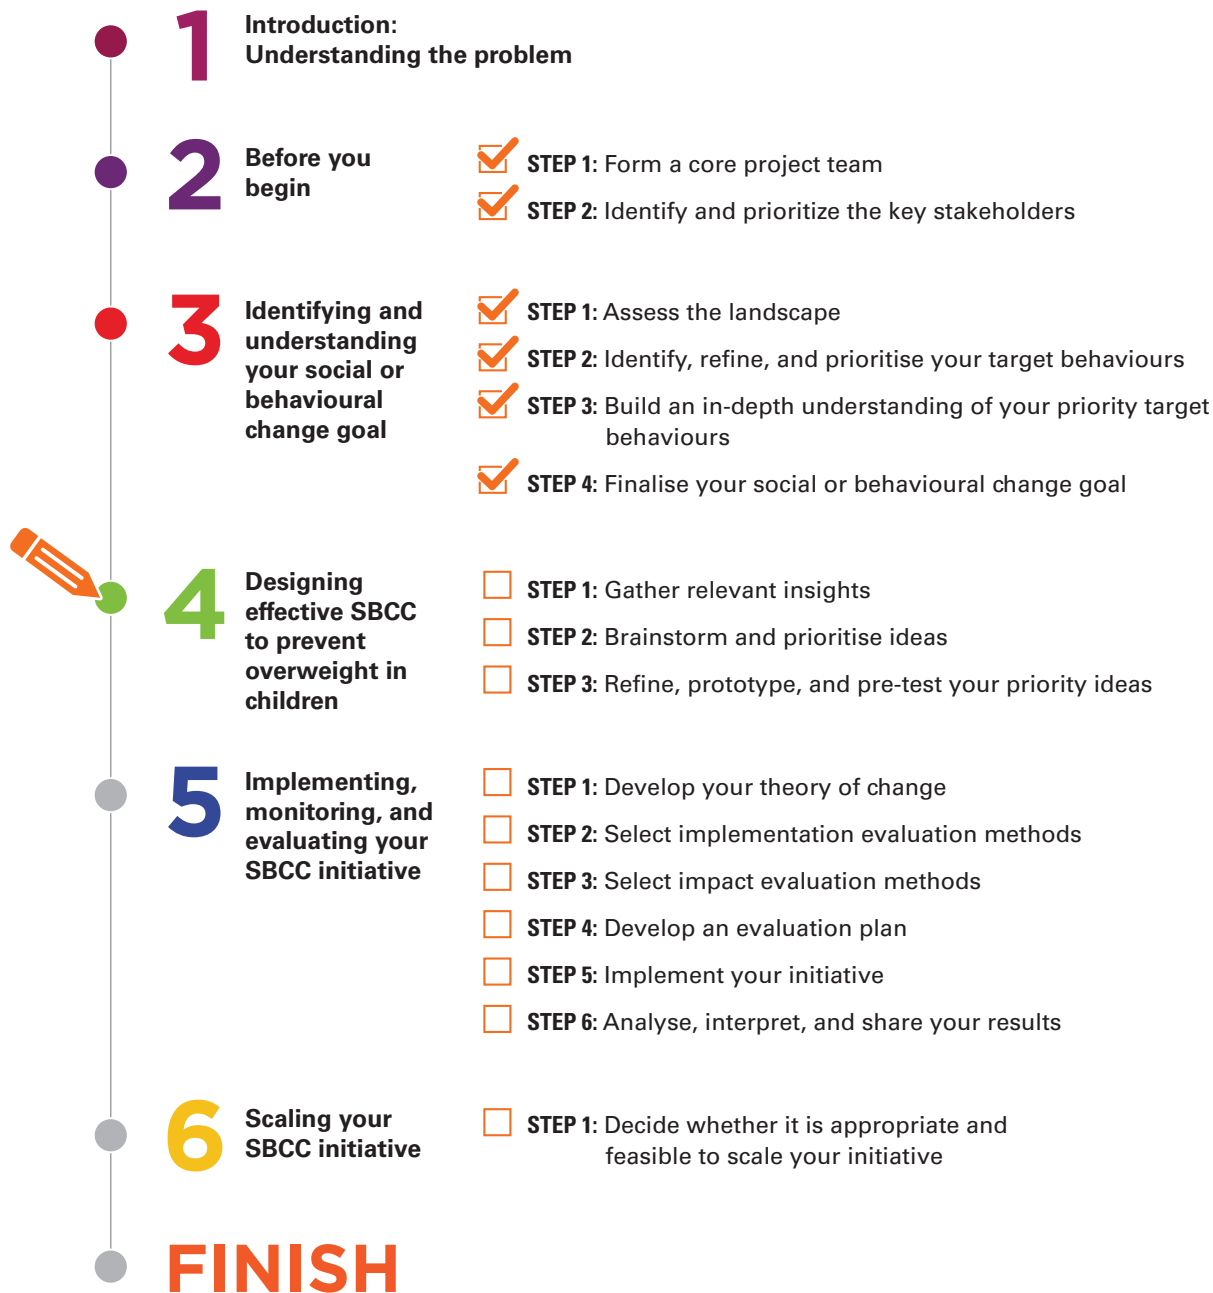 1
Introduction:
Understanding the problem
2
Before you
begin
STEP 1: Form a core project team
STEP 2: Identify and prioritize the key stakeholders
3
Identifying and
understanding
your social or
behavioural
change goal
STEP 1: Assess the landscape
STEP 2: Identify, refine, and prioritise your target behaviours
STEP 3: Build an in-depth understanding of your priority target
behaviours
STEP 4: Finalise your social or behavioural change goal
4
Designing
effective SBCC
to prevent
overweight in
children
STEP 1: Gather relevant insights
STEP 2: Brainstorm and prioritise ideas
STEP 3: Refine, prototype, and pre-test your priority ideas
5
Implementing,
monitoring, and
evaluating your
SBCC initiative
STEP 1: Develop your theory of change
STEP 2: Select implementation evaluation methods
STEP 3: Select impact evaluation methods
STEP 4: Develop an evaluation plan
STEP 5: Implement your initiative
STEP 6: Analyse, interpret, and share your results
6
Scaling your
SBCC initiative
STEP 1: Decide whether it is appropriate and
feasible to scale your initiative
FINISH